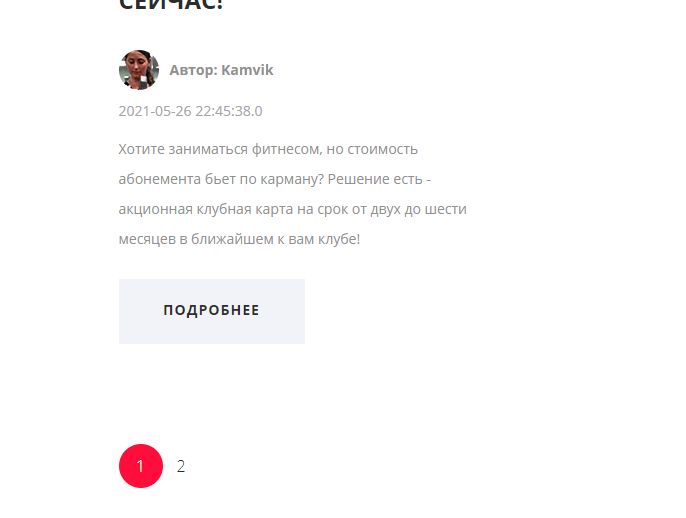 СЕЙЧАС!
Автор: Kamvik
2021-05-26 22:45:38.0
Хотите заниматься фитнесом, но стоимость
абонемента бьет по карману? Решение есть -
акционная клубная карта на срок от двух до шести
месяцев в ближайшем к вам клубе!
ПОДРОБНЕЕ
1 2